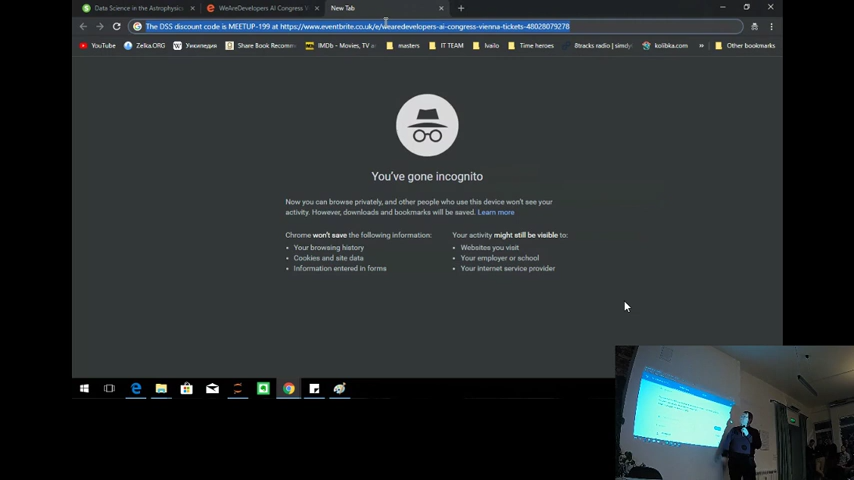 Data Science in the Astrophysic
WeAreDevelopers AI Congress V
New Tab
The DSS discount code is MEETUP-199 at https://www.eventbrite.co.uk/e/wearedevelopers-ai-congress-vienna-tickets-48028079278
YouTube
Zelka.ORG
Уикипедия
Share Book Recomm
IMDb - Movies, TV a
masters
IT TEAM
Ivailo
Time heroes
8tracks radio | simdy
kolibka.com
»
Other bookmarks
You've gone incognito
Now you can browse privately, and other people who use this device won't see your
activity. However, downloads and bookmarks will be saved. Learn more
Chrome won't save the following information:
• Your browsing history
• Cookies and site data
• Information entered in forms
Your activity might still be visible to:
• Websites you visit
• Your employer or school
• Your internet service provider